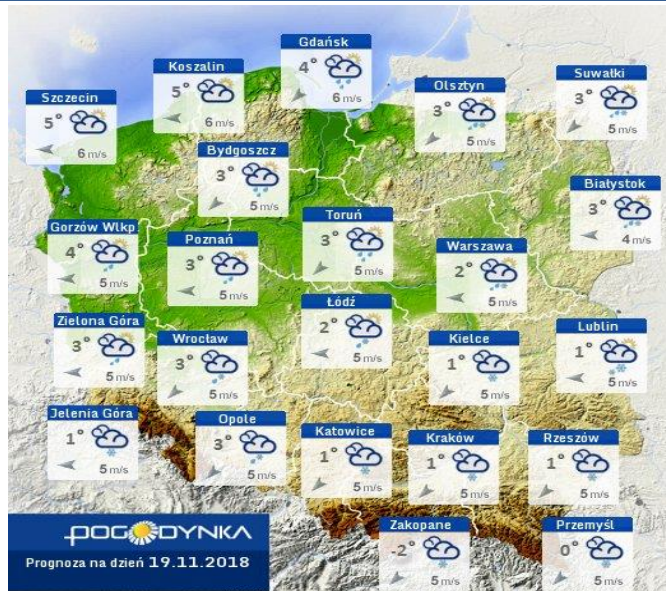 Gdańsk
4°
6 m/s
Koszalin
5°
6 m/s
Suwałki
3°
5 m/s
Olsztyn
3°
5 m/s
Szczecin
5°
6 m/s
Bydgoszcz
3°
5 m/s
Białystok
3°
4 m/s
Toruń
3°
5 m/s
Gorzów Wlkp
4°
5 m/s
Poznań
3°
5 m/s
Warszawa
2°
5 m/s
Łódź
2°
5 m/s
Zielona Góra
3°
5 m/s
Wrocław
3°
5 m/s
Kielce
1°
5 m/s
Lublin
1°
5 m/s
Jelenia Góra
1°
5 m/s
Opole
3°
5 m/s
Katowice
1°
5 m/s
Kraków
1°
5 m/s
Rzeszów
1°
5 m/s
Zakopane
-2°
5 m/s
Przemyśl
0°
5 m/s
POGODYNKA
Prognoza na dzień 19.11.2018